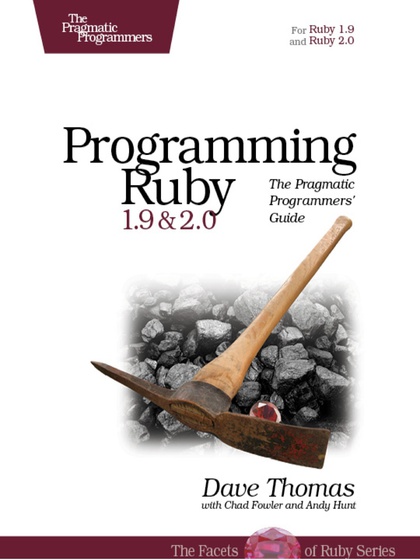 The
Pragmatic
Programmers
For Ruby 1.9
and Ruby 2.0
Programming
Ruby
1.9 & 2.0
The Pragmatic
Programmers'
Guide
Dave Thomas
with Chad Fowler and Andy Hunt
The Facets of Ruby Series